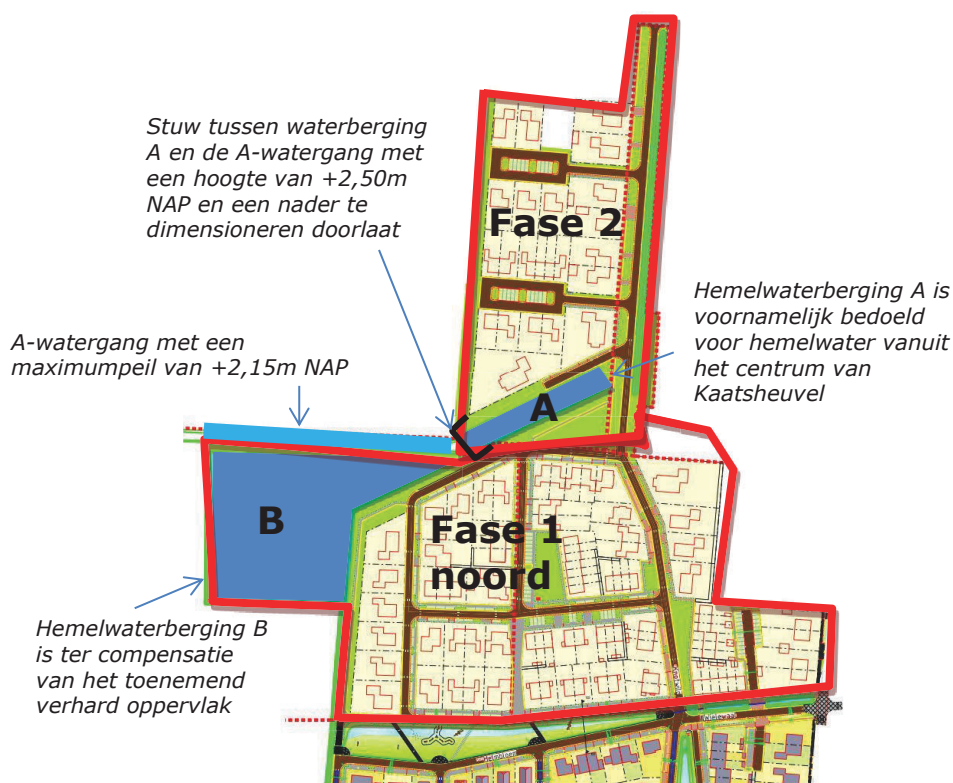 Stuw tussen waterberging
A en de A-watergang met
een hoogte van +2,50m
NAP en een nader te
dimensioneren doorlaat
Fase 2
Hemelwaterberging A is
voornamelijk bedoeld
voor hemelwater vanuit
het centrum van
Kaatsheuvel
A-watergang met een
maximumpeil van +2,15m NAP
A
B
Fase 1
noord
Hemelwaterberging B
is ter compensatie
van het toenemend
verhard oppervlak